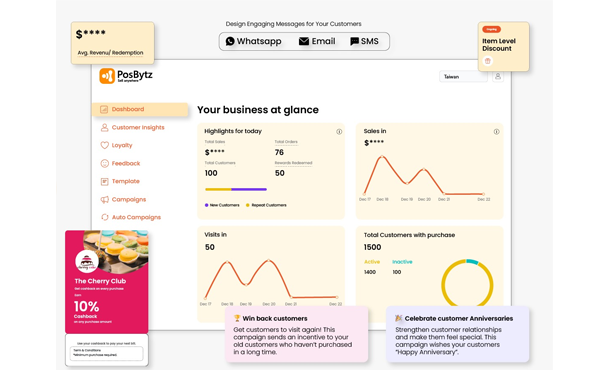 Design Engaging Messages for Your Customers
Whatsapp
Email
SMS
$****
Avg. Revenu/ Redemption
Item Level
Discount
PosBytz
Sell anywhere
Taiwan
Dashboard
Customer Insights
Loyalty
Feedback
Template
Campaigns
Auto Campaigns
Your business at glance
Highlights for today
Total Sales
Total Orders
$****
76
Total Customers
Rewards Redeemed
100
50
New Customers
Repeat Customers
Sales in
$****
Dec 17
Dec 18
Dec 19
Dec 20
Dec 21
Dec 22
Visits in
50
Dec 17
Dec 18
Dec 19
Dec 20
Dec 21
Dec 22
Total Customers with purchase
1500
Active
Inactive
1400
100
The Cherry Club
Get cashback on every purchase
Earn
10%
Cashback
on any purchase amount
Use your cashback to pay your next bill.
Terms & Conditions
*Minimum purchase required
Win back customers
Get customers to visit again! This
campaign sends an incentive to your
old customers who haven't purchased
in a long time.
Celebrate customer Anniversaries
Strengthen customer relationships
and make them feel special. This
campaign wishes your customers
"Happy Anniversary".